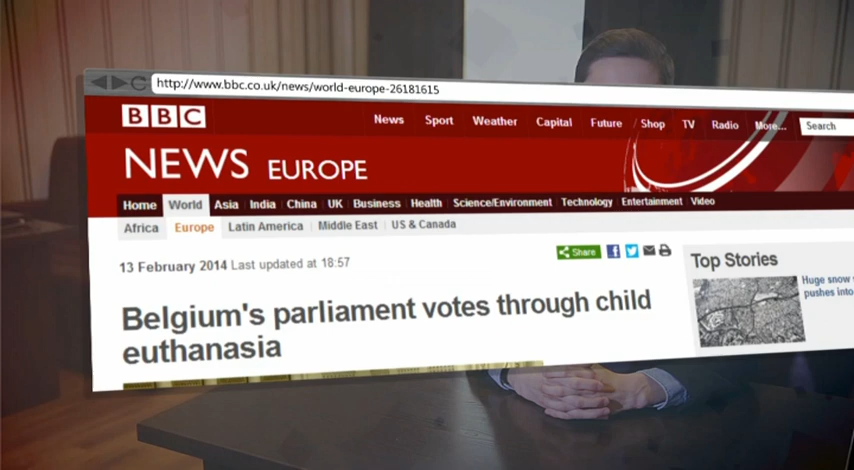 http://www.bbc.co.uk/news/world-europe-26181615
BBC News Sport Weather Capital Future Shop TV Radio More... Search
NEWS EUROPE
Home World Asia India China UK Business Health Science/Environment Technology Entertainment Video
Africa Europe Latin America Middle East US & Canada
13 February 2014 Last updated at 18:57 Share
Top Stories
Huge snow
pushes into
Belgium's parliament votes through child
euthanasia